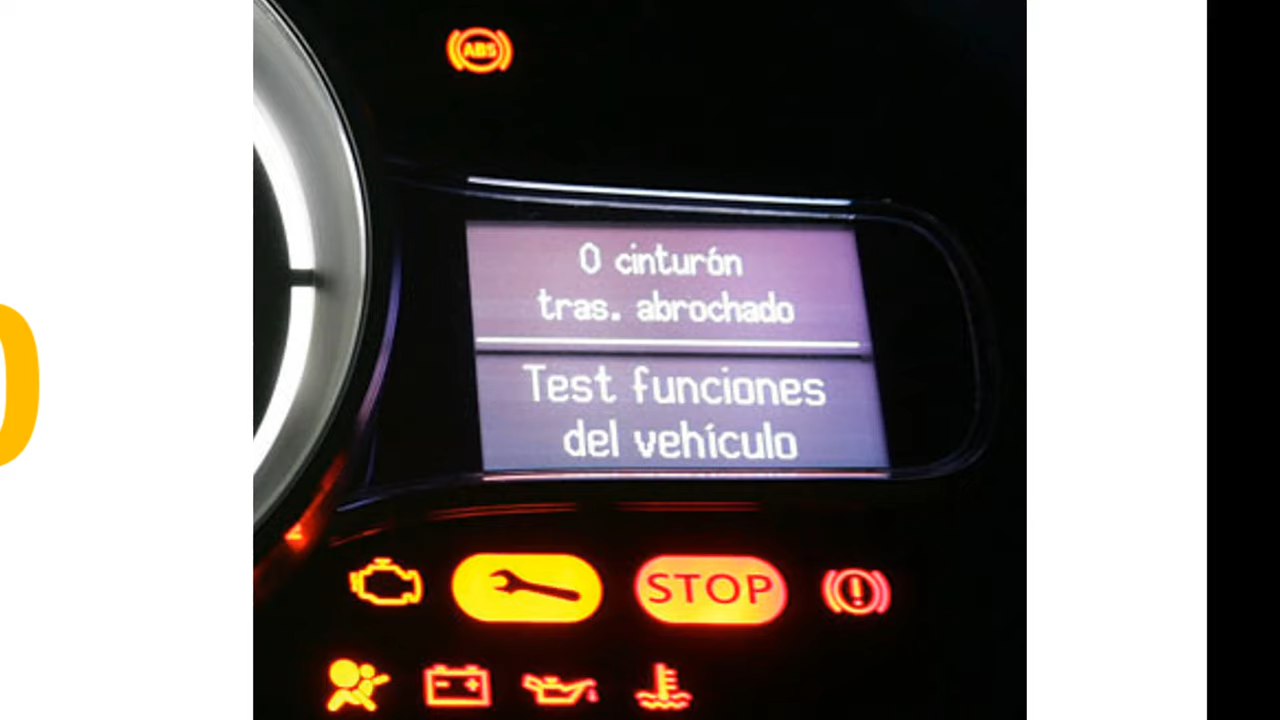 ABS
0 cinturón
tras. abrochado
Test funciones
del vehículo
STOP